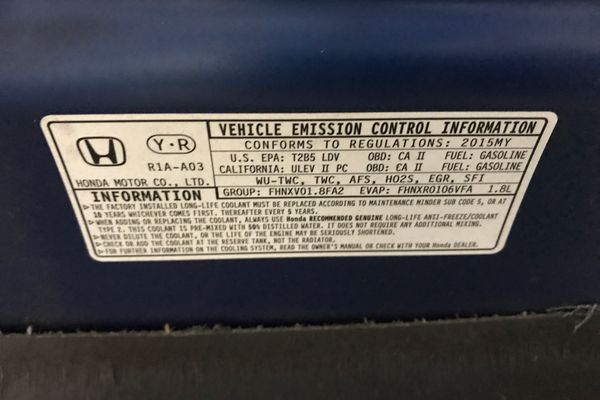 VEHICLE EMISSION CONTROL INFORMATION
CONFORMS TO REGULATIONS: 2015MY
U.S. EPA: T2B5 LDV OBD: CA II FUEL: GASOLINE
CALIFORNIA: ULEV II PC OBD: CA II FUEL: GASOLINE
WU-TWC, TWC, AFS, HO2S, EGR, SFI
GROUP: FHNXV01.8FA2 EVAP: FHNXR0106VFA 1.8L
Y-R
R1A-A03
HONDA MOTOR CO., LTD.
INFORMATION
THE FACTORY INSTALLED LONG-LIFE COOLANT MUST BE REPLACED ACCORDING TO MAINTENANCE MINDER SUB CODE 5, OR AT
10 YEARS WHICHEVER COMES FIRST. THEREAFTER EVERY 5 YEARS.
WHEN ADDING OR REPLACING THE COOLANT, ALWAYS USE Honda RECOMMENDED GENUINE LONG-LIFE ANTI-FREEZE/COOLANT
TYPE 2. THIS COOLANT IS PRE-MIXED WITH 50% DISTILLED WATER. IT DOES NOT REQUIRE ANY ADDITIONAL MIXING.
NEVER DILUTE THE COOLANT, OR THE LIFE OF THE ENGINE MAY BE SERIOUSLY SHORTENED.
CHECK OR ADD THE COOLANT AT THE RESERVE TANK, NOT THE RADIATOR.
FOR FURTHER INFORMATION ON THE COOLING SYSTEM, READ THE OWNER'S MANUAL OR CHECK WITH YOUR Honda DEALER.